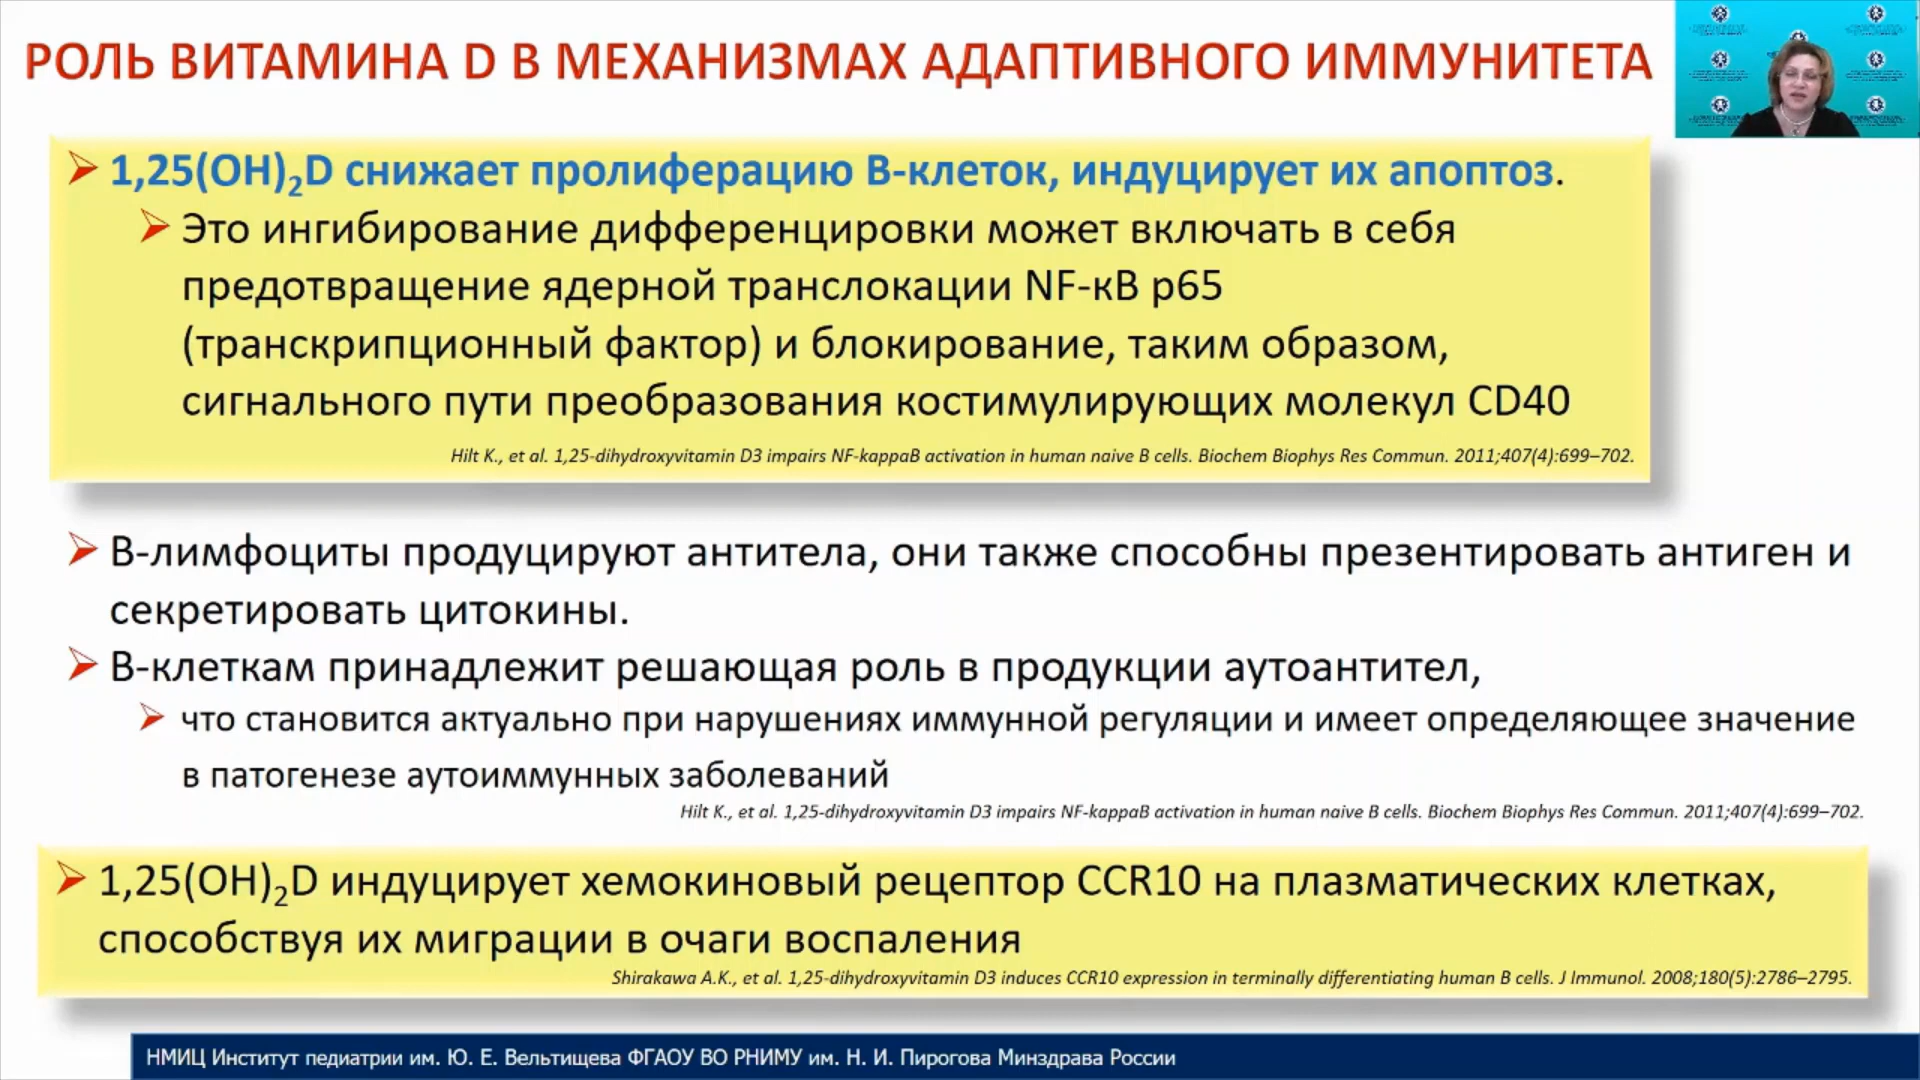 РОЛЬ ВИТАМИНА D В МЕХАНИЗМАХ АДАПТИВНОГО ИММУНИТЕТА
1,25(OH)₂D снижает пролиферацию В-клеток, индуцирует их апоптоз.
Это ингибирование дифференцировки может включать в себя
предотвращение ядерной транслокации NF-кB p65
(транскрипционный фактор) и блокирование, таким образом,
сигнального пути преобразования костимулирующих молекул CD40
Hilt K., et al. 1,25-dihydroxyvitamin D3 impairs NF-kappaB activation in human naive B cells. Biochem Biophys Res Commun. 2011;407(4):699–702.
В-лимфоциты продуцируют антитела, они также способны презентировать антиген и
секретировать цитокины.
В-клеткам принадлежит решающая роль в продукции аутоантител,
что становится актуально при нарушениях иммунной регуляции и имеет определяющее значение
в патогенезе аутоиммунных заболеваний
Hilt K., et al. 1,25-dihydroxyvitamin D3 impairs NF-kappaB activation in human naive B cells. Biochem Biophys Res Commun. 2011;407(4):699–702.
1,25(OH)₂D индуцирует хемокиновый рецептор CCR10 на плазматических клетках,
способствуя их миграции в очаги воспаления
Shirakawa A.K., et al. 1,25-dihydroxyvitamin D3 induces CCR10 expression in terminally differentiating human B cells. J Immunol. 2008;180(5):2786–2795.
НМИЦ Институт педиатрии им. Ю. Е. Вельтищева ФГАОУ ВО РНИМУ им. Н. И. Пирогова Минздрава России